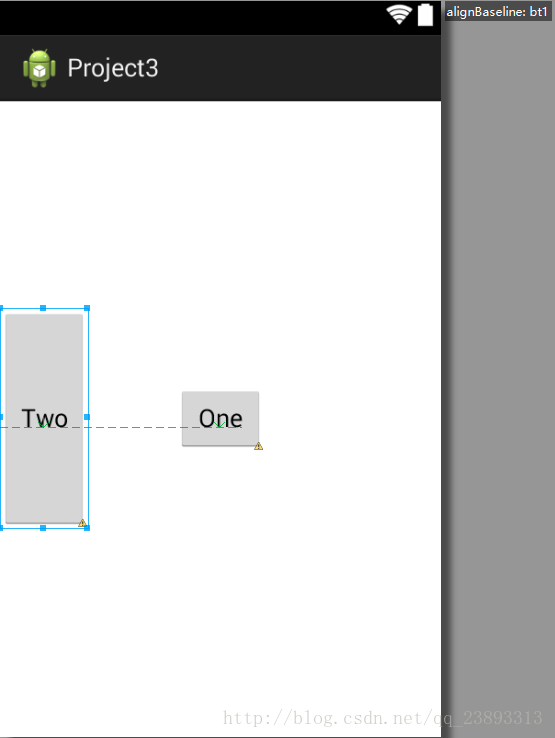 alignBaseline: bt1
Project3
Two
One
http://blog.csdn.net/qq_23893313